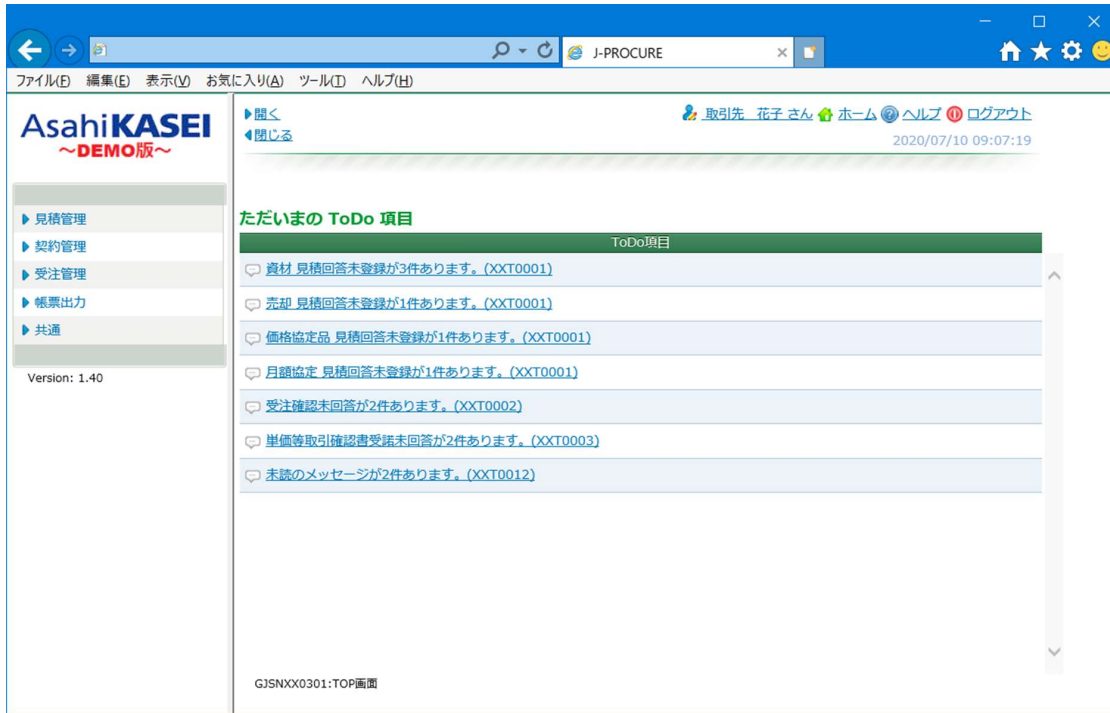 J-PROCURE
ファイル(F) 編集(E) 表示(V) お気に入り(A) ツール(T) ヘルプ(H)
AsahiKASEI
～DEMO版～
開く
閉じる
取引先 花子 さん ホーム ヘルプ ログアウト
2020/07/10 09:07:19
見積管理
契約管理
受注管理
帳票出力
共通
Version: 1.40
ただいまの ToDo 項目
ToDo項目
資材 見積回答未登録が3件あります。(XXT0001)
売却 見積回答未登録が1件あります。(XXT0001)
価格協定品 見積回答未登録が1件あります。(XXT0001)
月額協定 見積回答未登録が1件あります。(XXT0001)
受注確認未回答が2件あります。(XXT0002)
単価等取引確認書受諾未回答が2件あります。(XXT0003)
未読のメッセージが2件あります。(XXT0012)
GJSNXX0301:TOP画面